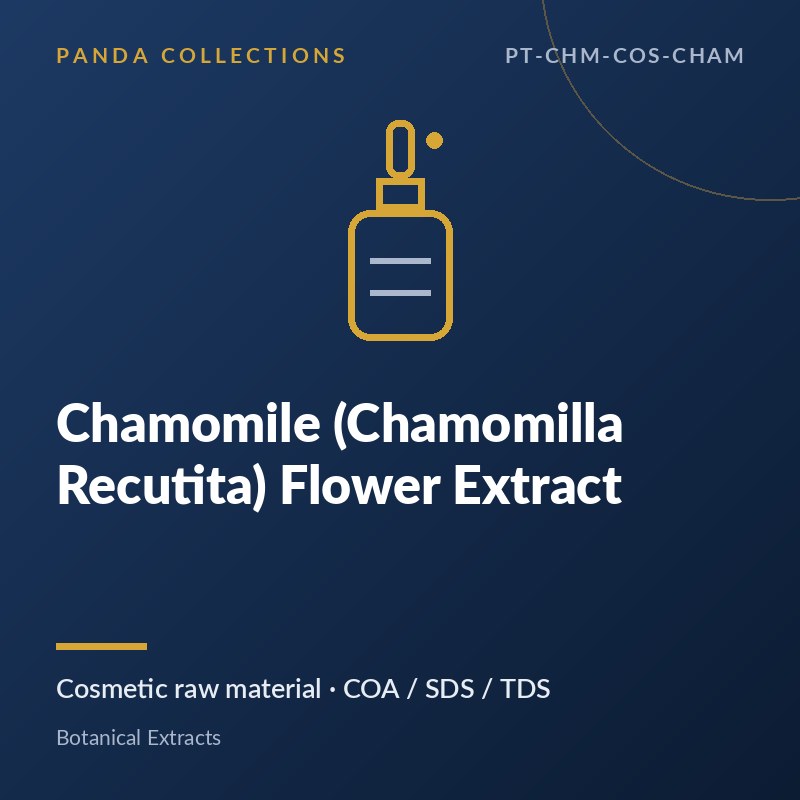 PANDA COLLECTIONS
PT-CHM-COS-CHAM
Chamomile (Chamomilla
Recutita) Flower Extract
Cosmetic raw material · COA / SDS / TDS
Botanical Extracts